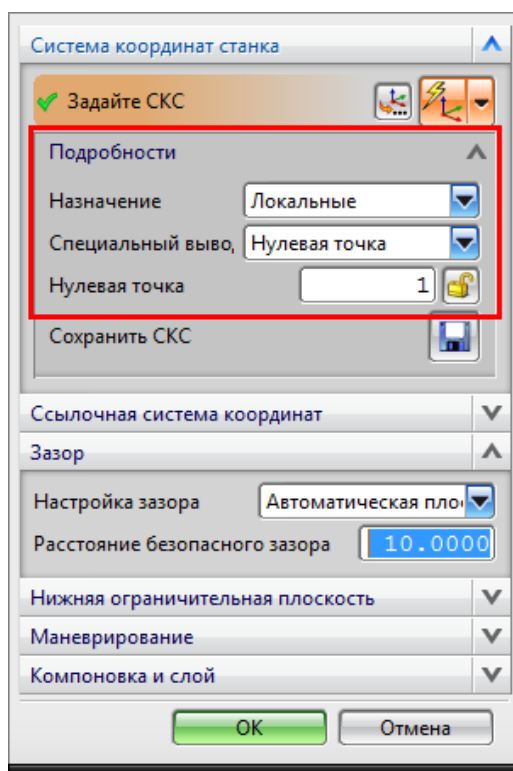 Система координат станка
Задайте СКС
Подробности
Назначение Локальные
Специальный выво, Нулевая точка
Нулевая точка 1
Сохранить СКС
Ссылочная система координат
Зазор
Настройка зазора Автоматическая пло
Расстояние безопасного зазора 10.0000
Нижняя ограничительная плоскость
Маневрирование
Компоновка и слой
ОК Отмена